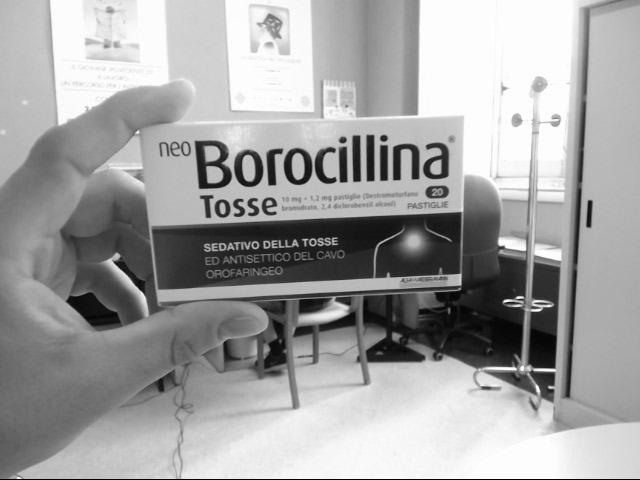 neo Borocillina®
Tosse
10 mg + 1,2 mg pastiglie (Destrometorfano
bromidrato, 2,4 diclorobenzil alcool)
20
PASTIGLIE
SEDATIVO DELLA TOSSE
ED ANTISETTICO DEL CAVO
OROFARINGEO